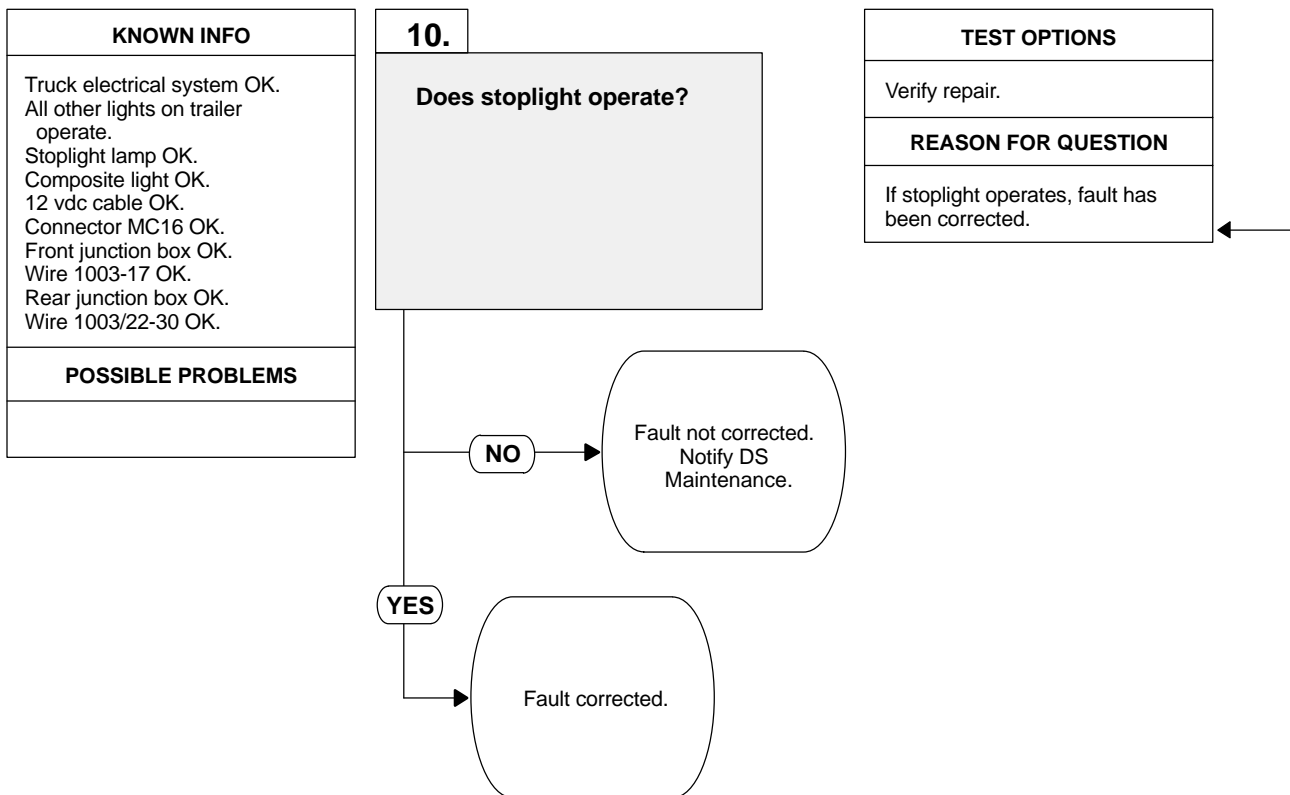 KNOWN INFO
Truck electrical system OK.
All other lights on trailer
operate.
Stoplight lamp OK.
Composite light OK.
12 vdc cable OK.
Connector MC16 OK.
Front junction box OK.
Wire 1003-17 OK.
Rear junction box OK.
Wire 1003/22-30 OK.
POSSIBLE PROBLEMS
10.
Does stoplight operate?
TEST OPTIONS
Verify repair.
REASON FOR QUESTION
If stoplight operates, fault has
been corrected.
NO
Fault not corrected.
Notify DS
Maintenance.
YES
Fault corrected.